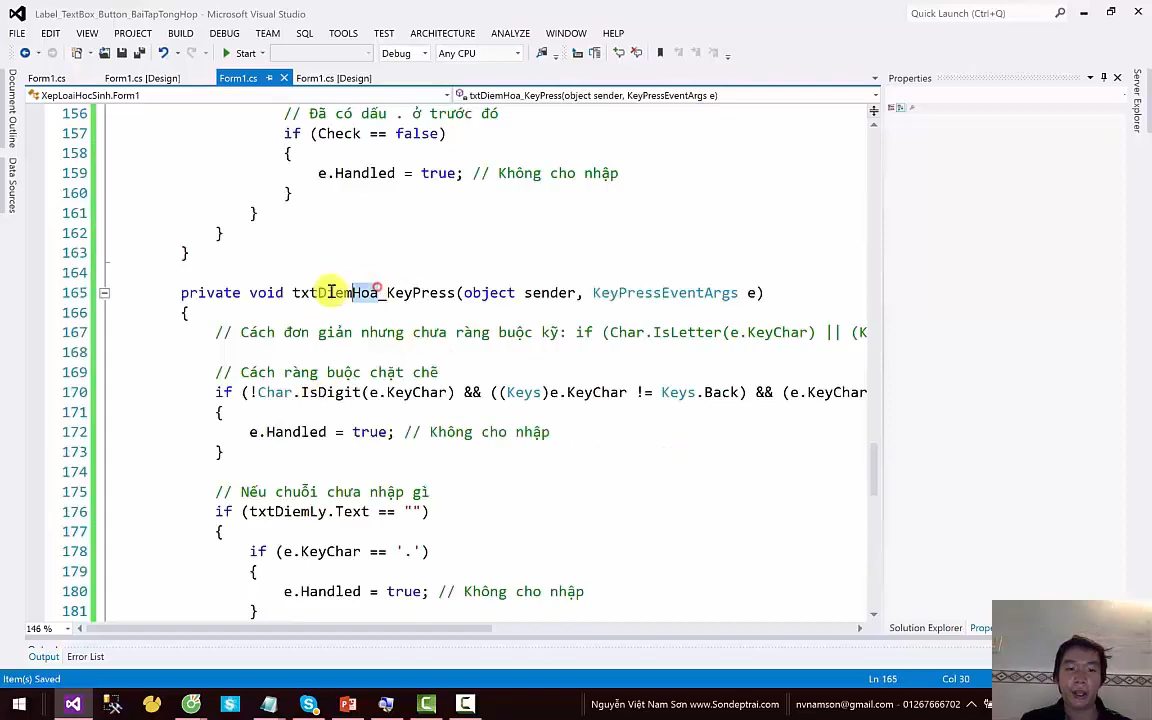 Label_TextBox_Button_BaiTapTongHop - Microsoft Visual Studio
Quick Launch (Ctrl+Q)
FILE EDIT VIEW PROJECT BUILD DEBUG TEAM SQL TOOLS TEST ARCHITECTURE ANALYZE WINDOW HELP
Start Debug Any CPU
Form1.cs Form1.cs [Design] Form1.cs Form1.cs [Design]
Properties
XepLoaiHocSinh.Form1 txtDiemHoa_KeyPress(object sender, KeyPressEventArgs e)
Document Outline
Data Sources
Server Explorer
156 // Đã có dấu . ở trước đó
157 if (Check == false)
158 {
159 e.Handled = true; // Không cho nhập
160 }
161 }
162 }
163 }
164
165 private void txtDiemHoa_KeyPress(object sender, KeyPressEventArgs e)
166 {
167 // Cách đơn giản nhưng chưa ràng buộc kỹ: if (Char.IsLetter(e.KeyChar) || (K
168
169 // Cách ràng buộc chặt chẽ
170 if (!Char.IsDigit(e.KeyChar) && ((Keys)e.KeyChar != Keys.Back) && (e.KeyChar
171 {
172 e.Handled = true; // Không cho nhập
173 }
174
175 // Nếu chuỗi chưa nhập gì
176 if (txtDiemLy.Text == "")
177 {
178 if (e.KeyChar == '.')
179 {
180 e.Handled = true; // Không cho nhập
181 }
146 %
Solution Explorer
Output Error List
Item(s) Saved Ln 165 Col 30
Nguyễn Việt Nam Sơn www.Sondeptrai.com nvnamson@gmail.com - 01267666702